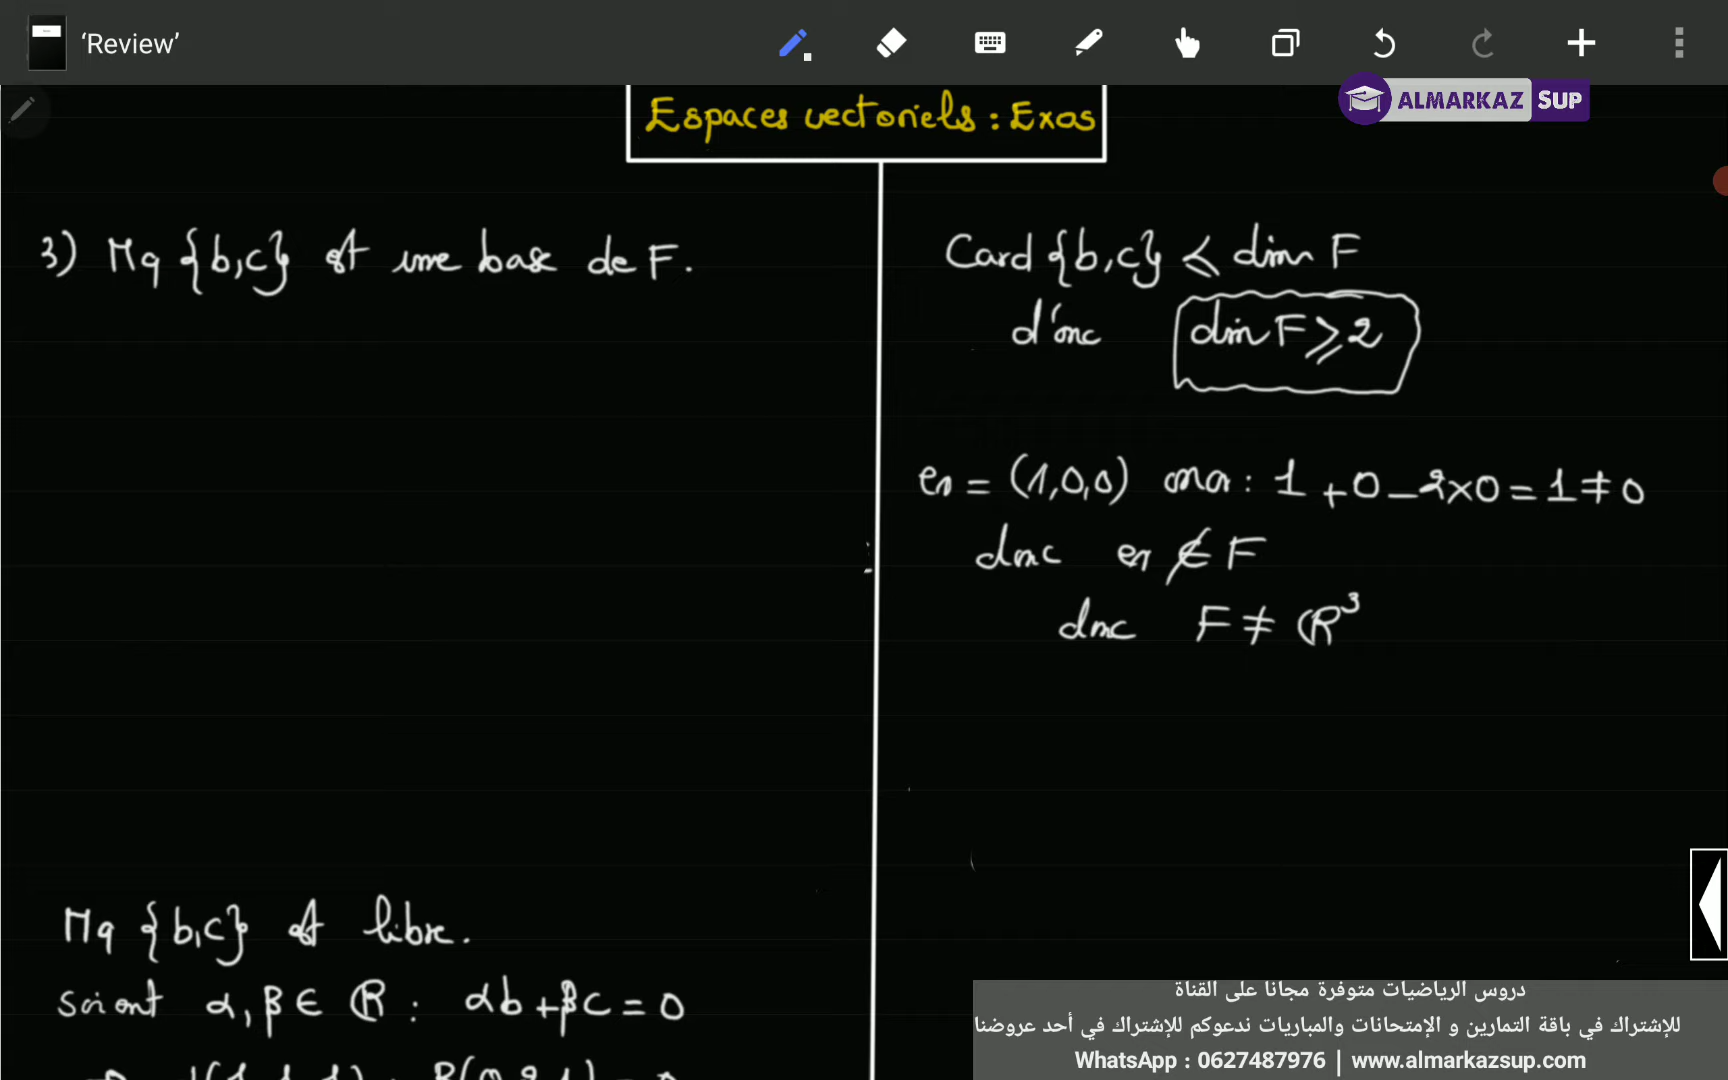 ‘Review’
ALMARKAZ SUP
Espaces vectoriels : Exos
3) Mq {b,c} est une base de F.
Mq {b,c} est libre.
soient α, β ∈ ℝ : αb + βc = 0
Card {b,c} ≤ dim F
d'onc dim F ≥ 2
e₁ = (1,0,0) ona : 1 + 0 - 2×0 = 1 ≠ 0
donc e₁ ∉ F
donc F ≠ ℝ³
دروس الرياضيات متوفرة مجانا على القناة
للإشتراك في باقة التمارين و الإمتحانات والمباريات ندعوكم للإشتراك في أحد عروضنا
WhatsApp : 0627487976 | www.almarkazsup.com